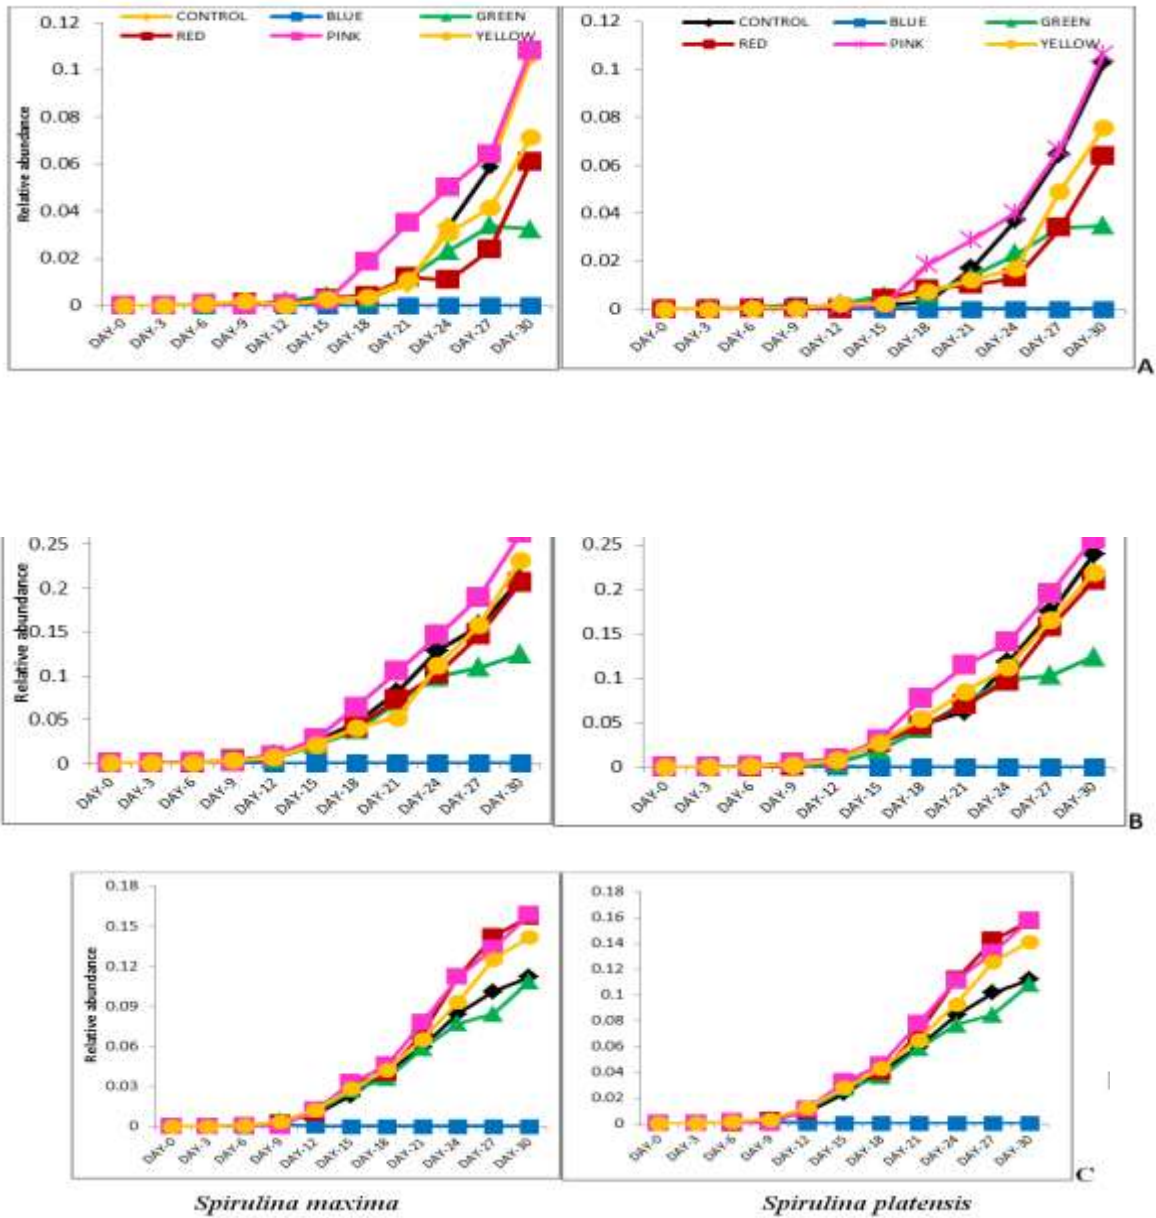 CONTROL BLUE GREEN
RED PINK YELLOW
Relative abundance
0.12
0.1
0.08
0.06
0.04
0.02
0
DAY-0 DAY-3 DAY-6 DAY-9 DAY-12 DAY-15 DAY-18 DAY-21 DAY-24 DAY-27 DAY-30
CONTROL BLUE GREEN
RED PINK YELLOW
0.12
0.1
0.08
0.06
0.04
0.02
0
DAY-0 DAY-3 DAY-6 DAY-9 DAY-12 DAY-15 DAY-18 DAY-21 DAY-24 DAY-27 DAY-30
A
Relative abundance
0.25
0.2
0.15
0.1
0.05
0
DAY-0 DAY-3 DAY-6 DAY-9 DAY-12 DAY-15 DAY-18 DAY-21 DAY-24 DAY-27 DAY-30
0.25
0.2
0.15
0.1
0.05
0
DAY-0 DAY-3 DAY-6 DAY-9 DAY-12 DAY-15 DAY-18 DAY-21 DAY-24 DAY-27 DAY-30
B
Relative abundance
0.18
0.15
0.12
0.09
0.06
0.03
0
DAY-0 DAY-3 DAY-6 DAY-9 DAY-12 DAY-15 DAY-18 DAY-21 DAY-24 DAY-27 DAY-30
0.18
0.16
0.14
0.12
0.1
0.08
0.06
0.04
0.02
0
DAY-0 DAY-3 DAY-6 DAY-9 DAY-12 DAY-15 DAY-18 DAY-21 DAY-24 DAY-27 DAY-30
C
Spirulina maxima
Spirulina platensis